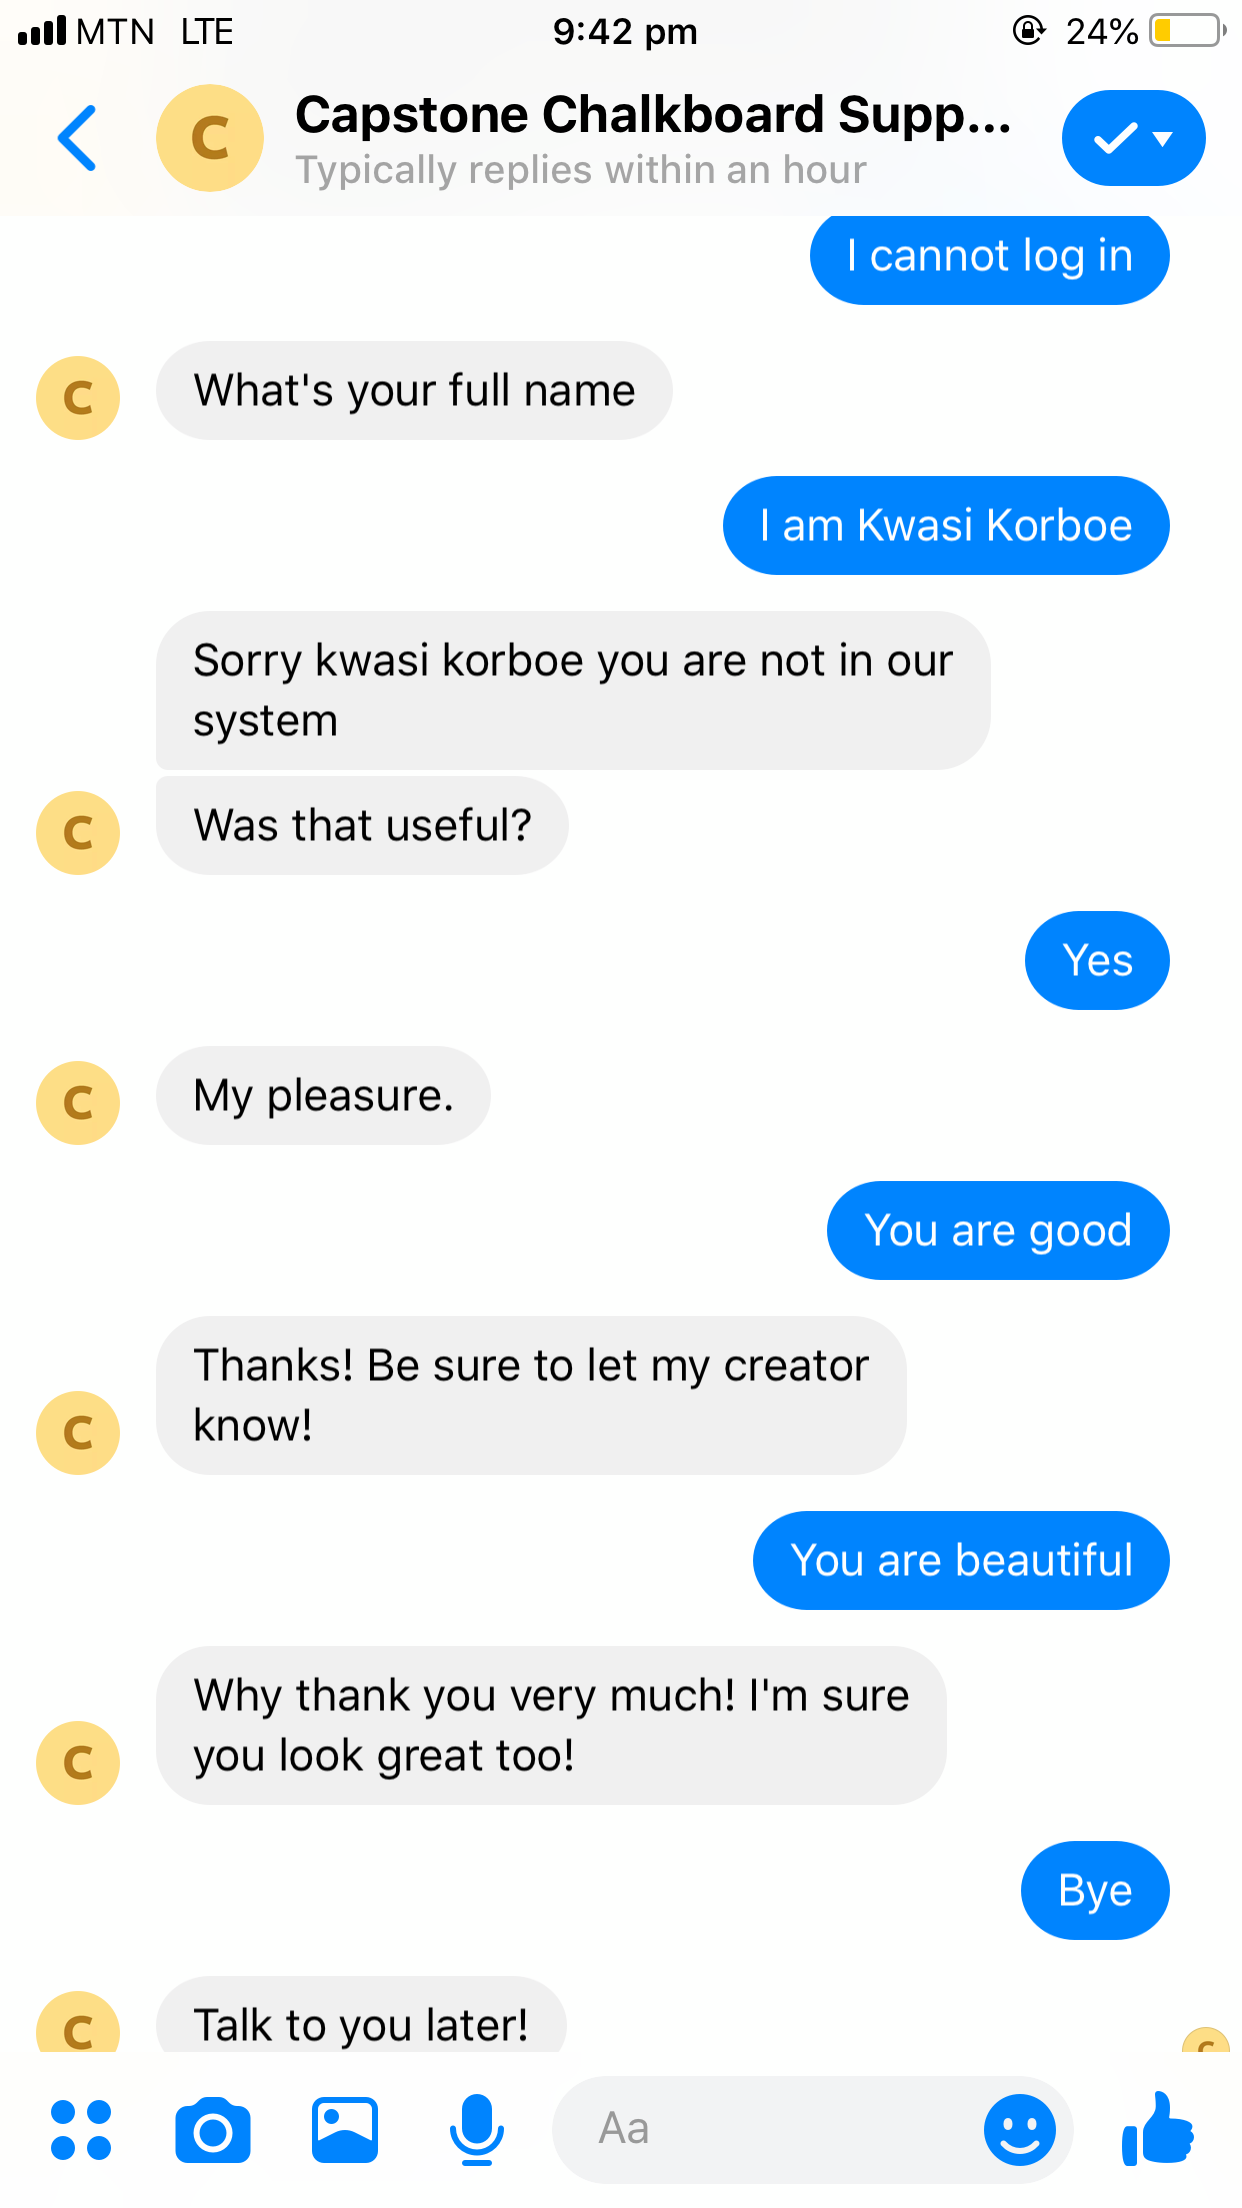 MTN LTE 9:42 pm 24%
C Capstone Chalkboard Supp...
Typically replies within an hour
I cannot log in
C What's your full name
I am Kwasi Korboe
Sorry kwasi korboe you are not in our
system
C Was that useful?
Yes
C My pleasure.
You are good
Thanks! Be sure to let my creator
C know!
You are beautiful
Why thank you very much! I'm sure
C you look great too!
Bye
C Talk to you later!
C
Aa